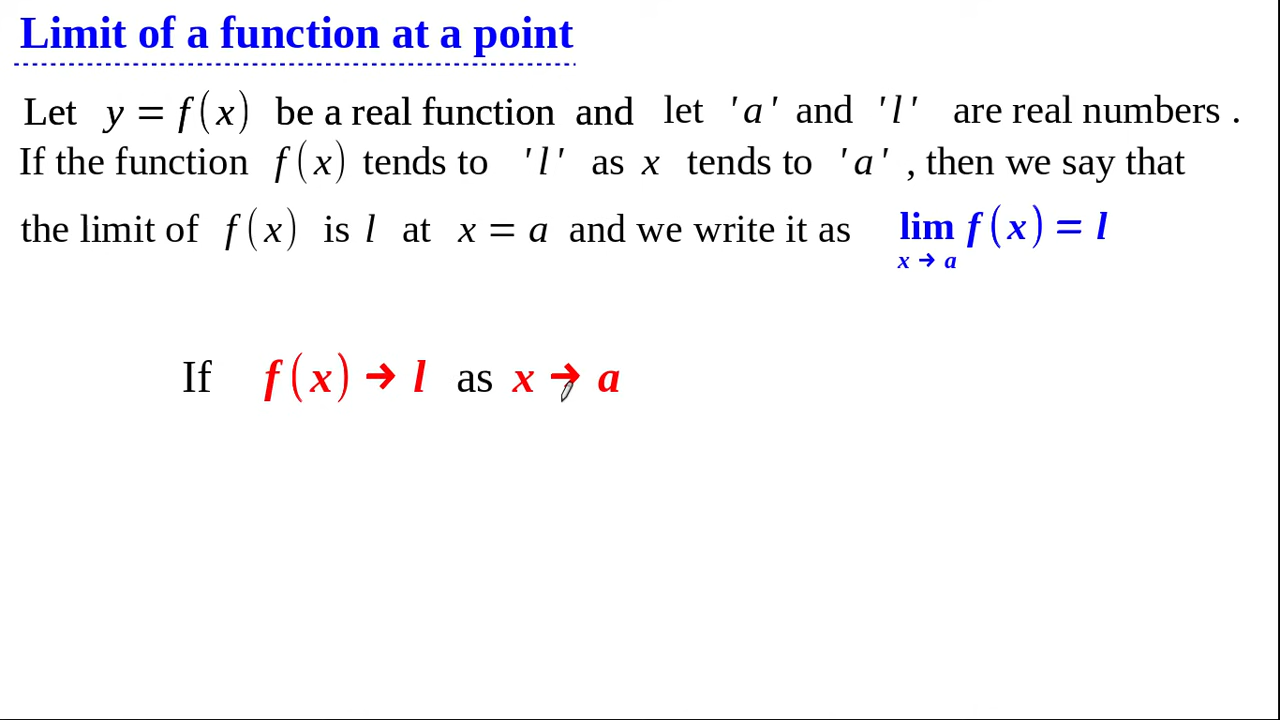 Limit of a function at a point
Let y = f(x) be a real function and let 'a' and 'l' are real numbers .
If the function f(x) tends to 'l' as x tends to 'a' , then we say that
the limit of f(x) is l at x = a and we write it as lim f(x) = l
x → a
If f(x) → l as x → a